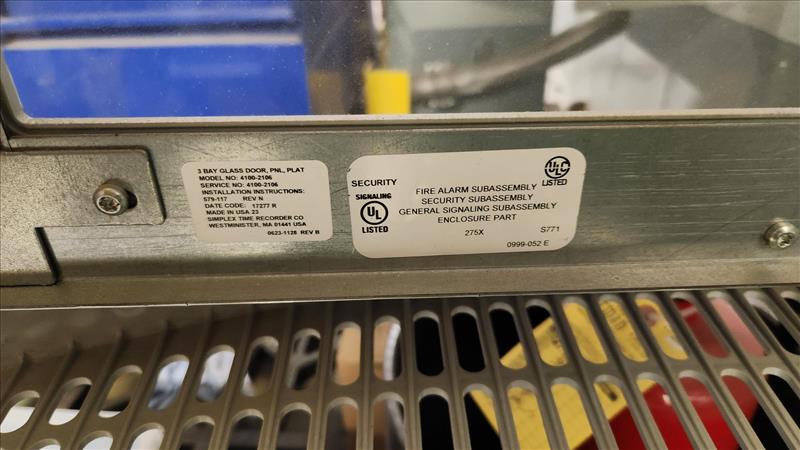 3 BAY GLASS DOOR, PNL, PLAT
MODEL NO: 4100-2106
SERVICE NO: 4100-2106
INSTALLATION INSTRUCTIONS:
579-117 REV N
DATE CODE: 17277 R
MADE IN USA 23
SIMPLEX TIME RECORDER CO
WESTMINISTER, MA 01441 USA
0623-1128 REV B
SECURITY
SIGNALING
UL
LISTED
FIRE ALARM SUBASSEMBLY
SECURITY SUBASSEMBLY
GENERAL SIGNALING SUBASSEMBLY
ENCLOSURE PART
275X
S771
0999-052 E
ULC
LISTED